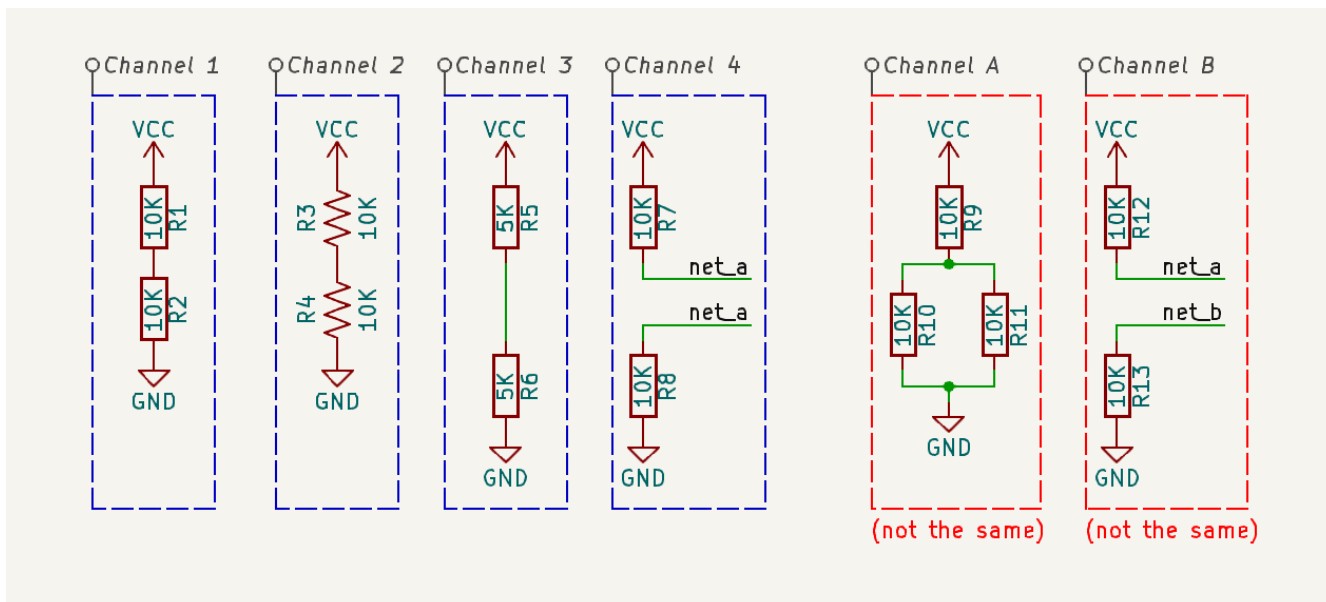 Channel 1
VCC
10K
R1
10K
R2
GND
Channel 2
VCC
R3
10K
R4
10K
GND
Channel 3
VCC
5K
R5
5K
R6
GND
Channel 4
VCC
10K
R7
net_a
net_a
10K
R8
GND
Channel A
VCC
10K
R9
10K
R10
10K
R11
GND
(not the same)
Channel B
VCC
10K
R12
net_a
net_b
10K
R13
GND
(not the same)